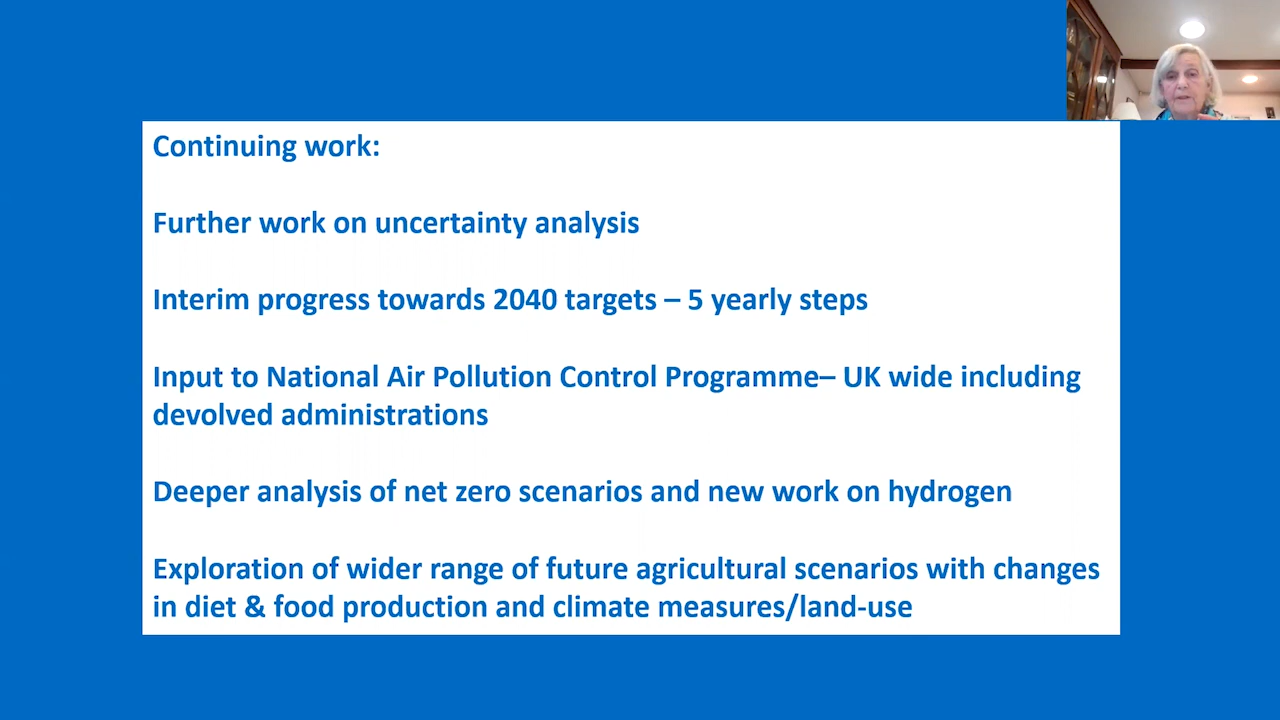 Continuing work:
Further work on uncertainty analysis
Interim progress towards 2040 targets – 5 yearly steps
Input to National Air Pollution Control Programme– UK wide including
devolved administrations
Deeper analysis of net zero scenarios and new work on hydrogen
Exploration of wider range of future agricultural scenarios with changes
in diet & food production and climate measures/land-use